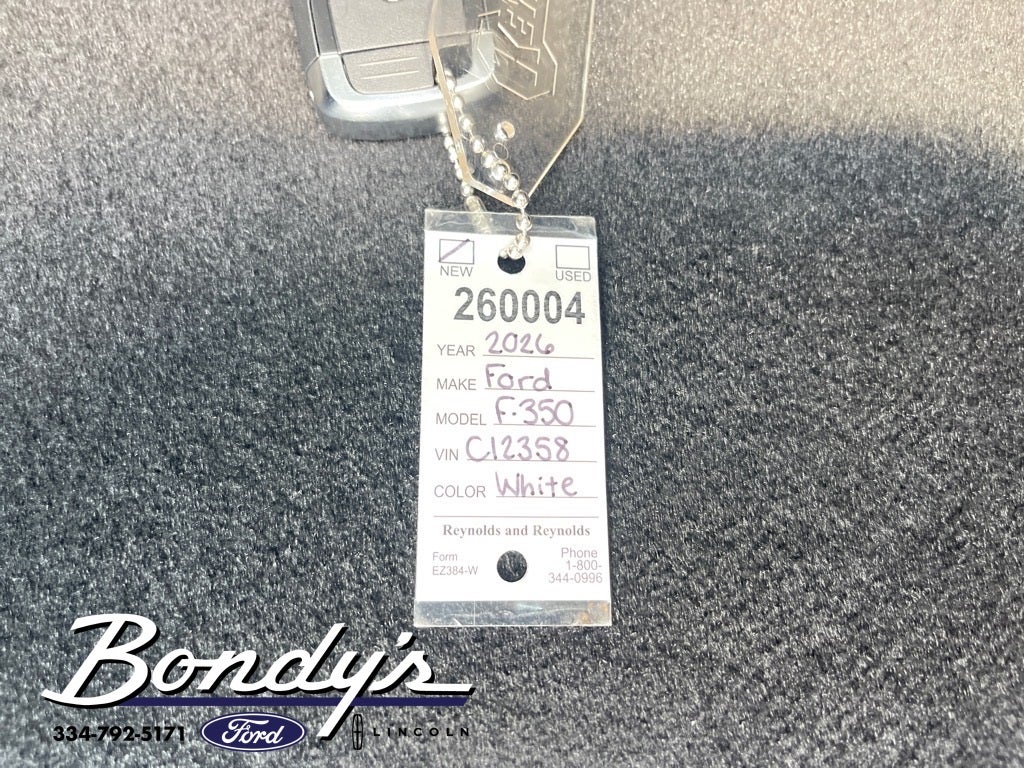 NEW USED
260004
YEAR 2026
MAKE Ford
MODEL F-350
VIN C12358
COLOR White
Reynolds and Reynolds
Form
EZ384-W
Phone
1-800-
344-0996
Bondy's
334-792-5171 Ford LINCOLN